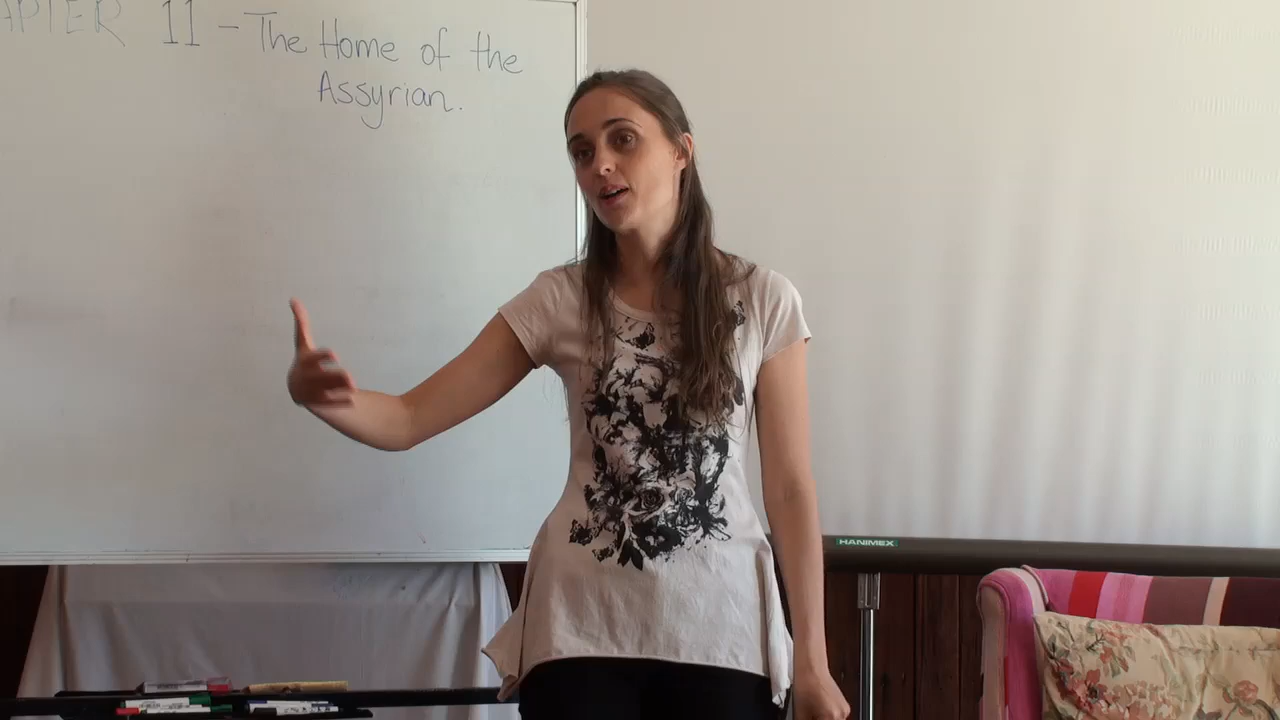 APTER 11 - The Home of the
Assyrian.
HANIMEX